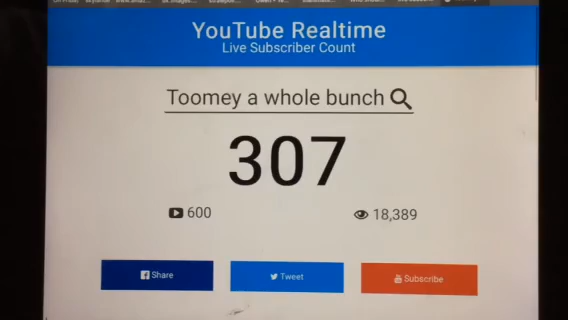 YouTube Realtime
Live Subscriber Count
Toomey a whole bunch
307
600
18,389
Share
Tweet
Subscribe